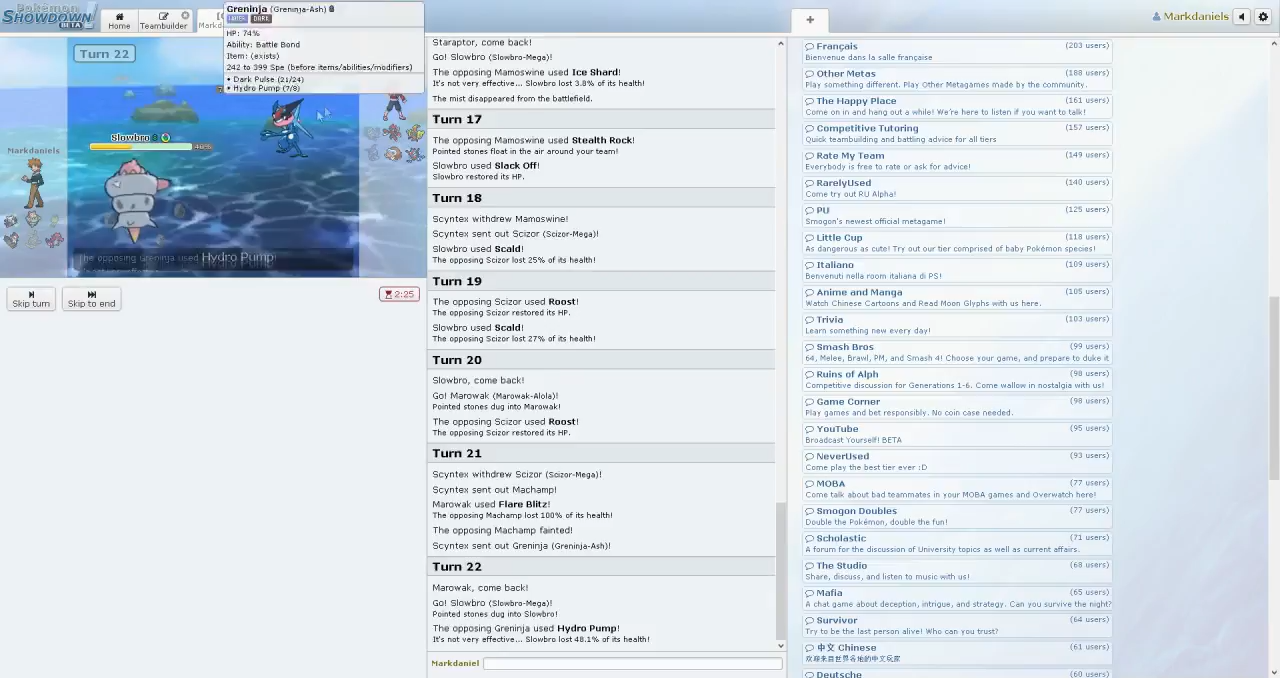 Pokémon
SHOWDOWN
BETA
Home
Teambuilder
Markd
Greninja (Greninja-Ash)
WATER DARK
HP: 74%
Ability: Battle Bond
Item: (exists)
242 to 399 Spe (before items/abilities/modifiers)
• Dark Pulse (21/24)
• Hydro Pump (7/8)
+
Markdaniels
Turn 22
Slowbro
Markdaniels
The opposing Greninja used Hydro Pump!
Skip turn
Skip to end
2:25
Staraptor, come back!
Go! Slowbro (Slowbro-Mega)!
The opposing Mamoswine used Ice Shard!
It's not very effective... Slowbro lost 3.8% of its health!
The mist disappeared from the battlefield.
Turn 17
The opposing Mamoswine used Stealth Rock!
Pointed stones float in the air around your team!
Slowbro used Slack Off!
Slowbro restored its HP.
Turn 18
Scyntex withdrew Mamoswine!
Scyntex sent out Scizor (Scizor-Mega)!
Slowbro used Scald!
The opposing Scizor lost 25% of its health!
Turn 19
The opposing Scizor used Roost!
The opposing Scizor restored its HP.
Slowbro used Scald!
The opposing Scizor lost 27% of its health!
Turn 20
Slowbro, come back!
Go! Marowak (Marowak-Alola)!
Pointed stones dug into Marowak!
The opposing Scizor used Roost!
The opposing Scizor restored its HP.
Turn 21
Scyntex withdrew Scizor (Scizor-Mega)!
Scyntex sent out Machamp!
Marowak used Flare Blitz!
The opposing Machamp lost 100% of its health!
The opposing Machamp fainted!
Scyntex sent out Greninja (Greninja-Ash)!
Turn 22
Marowak, come back!
Go! Slowbro (Slowbro-Mega)!
Pointed stones dug into Slowbro!
The opposing Greninja used Hydro Pump!
It's not very effective... Slowbro lost 48.1% of its health!
Markdaniel
Français (203 users)
Bienvenue dans la salle française
Other Metas (188 users)
Play something different. Play Other Metagames made by the community.
The Happy Place (161 users)
Come on in and hang out a while! We're here to listen if you want to talk!
Competitive Tutoring (157 users)
Quick teambuilding and battling advice for all tiers
Rate My Team (149 users)
Everybody is free to rate or ask for advice!
RarelyUsed (140 users)
Come try out RU Alpha!
PU (125 users)
Smogon's newest official metagame!
Little Cup (118 users)
As dangerous as cute! Try out our tier comprised of baby Pokémon species!
Italiano (109 users)
Benvenuti nella room italiana di PS!
Anime and Manga (105 users)
Watch Chinese Cartoons and Read Moon Glyphs with us here.
Trivia (103 users)
Learn something new every day!
Smash Bros (99 users)
64, Melee, Brawl, PM, and Smash 4! Choose your game, and prepare to duke it
Ruins of Alph (98 users)
Competitive discussion for Generations 1-6. Come wallow in nostalgia with us!
Game Corner (98 users)
Play games and bet responsibly. No coin case needed.
YouTube (95 users)
Broadcast Yourself! BETA
NeverUsed (93 users)
Come play the best tier ever :D
MOBA (77 users)
Come talk about bad teammates in your MOBA games and Overwatch here!
Smogon Doubles (77 users)
Double the Pokémon, double the fun!
Scholastic (71 users)
A forum for the discussion of University topics as well as current affairs.
The Studio (68 users)
Share, discuss, and listen to music with us!
Mafia (65 users)
A chat game about deception, intrigue, and strategy. Can you survive the night?
Survivor (64 users)
Try to be the last person alive! Who can you trust?
中文 Chinese (61 users)
欢迎来自世界各地的中文玩家
Deutsche (60 users)